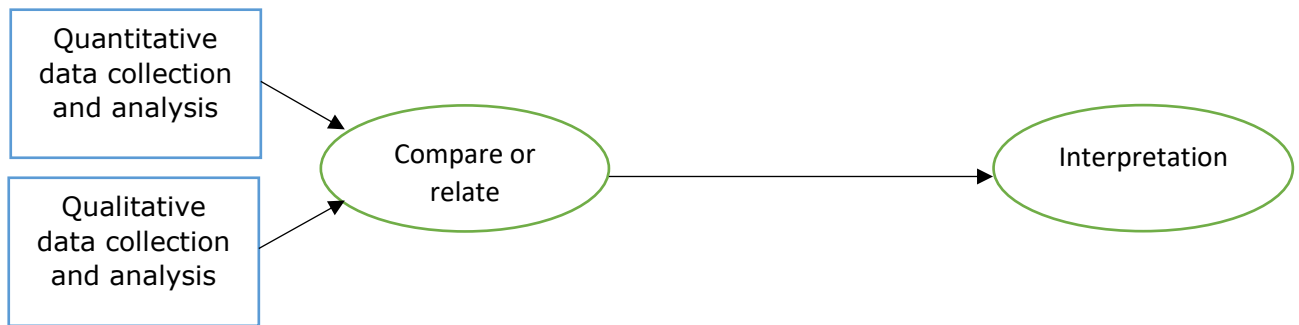 Quantitative
data collection
and analysis
Compare or
relate
Interpretation
Qualitative
data collection
and analysis